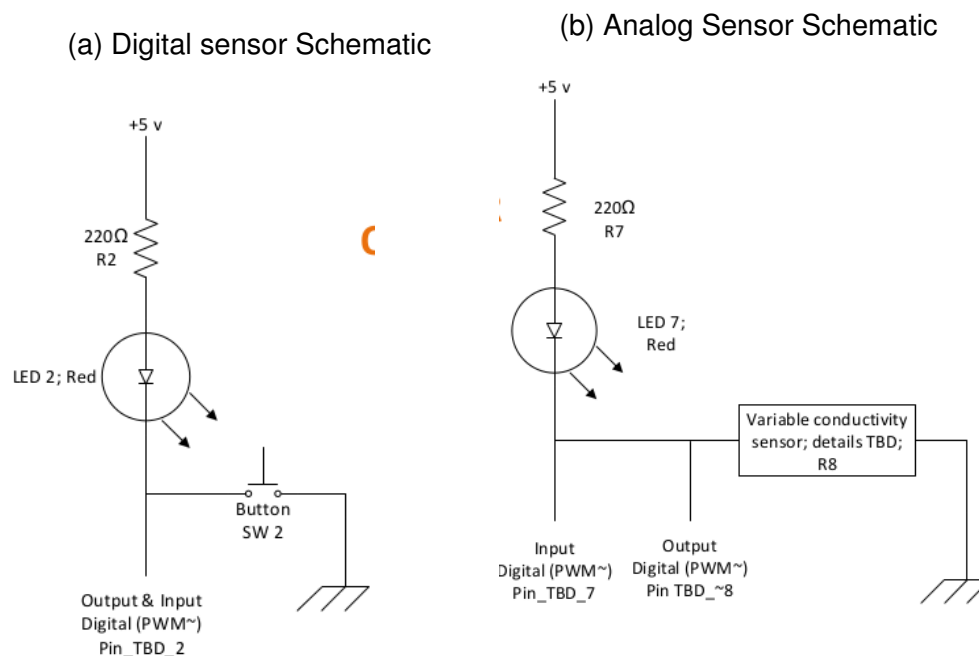 (a) Digital sensor Schematic
+5 v
220Ω
R2
LED 2; Red
Button
SW 2
Output & Input
Digital (PWM~)
Pin_TBD_2
(b) Analog Sensor Schematic
+5 v
220Ω
R7
LED 7;
Red
Variable conductivity
sensor; details TBD;
R8
Input
Digital (PWM~)
Pin_TBD_7
Output
Digital (PWM~)
Pin TBD_~8